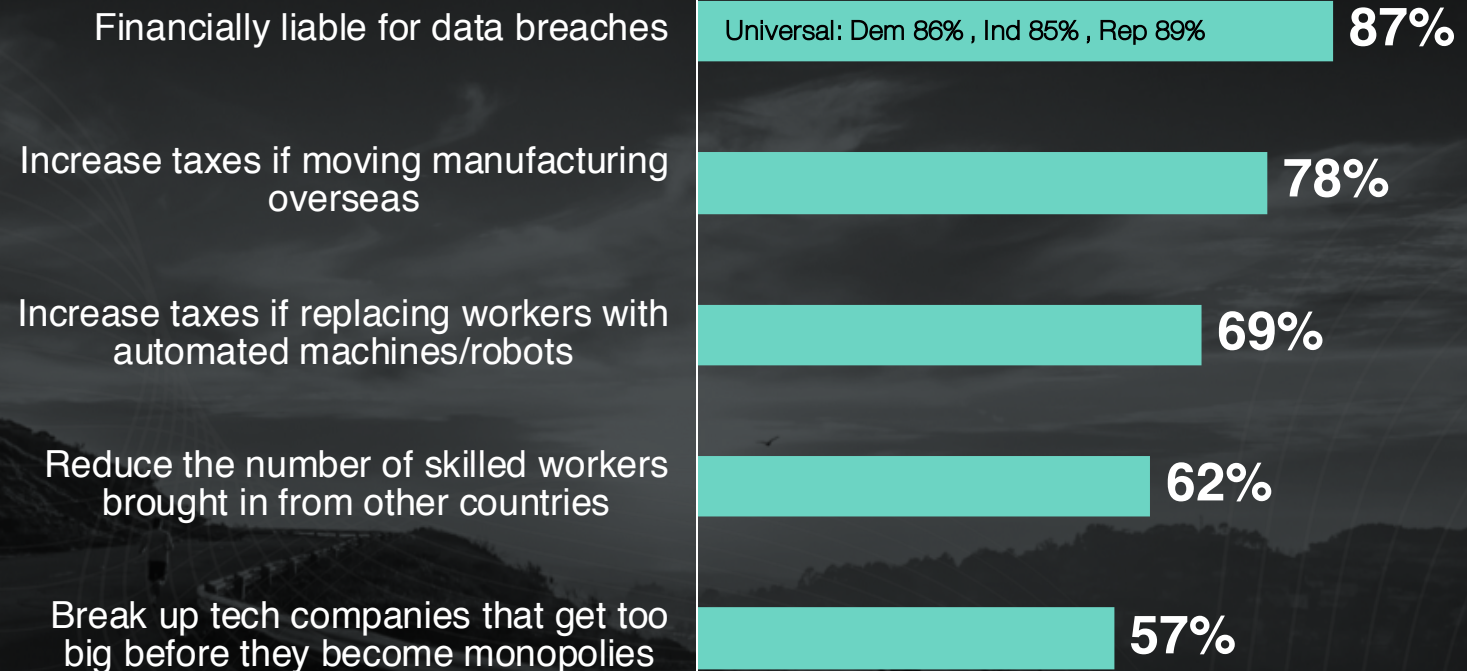 Financially liable for data breaches
Universal: Dem 86% , Ind 85% , Rep 89%
87%
Increase taxes if moving manufacturing
overseas
78%
Increase taxes if replacing workers with
automated machines/robots
69%
Reduce the number of skilled workers
brought in from other countries
62%
Break up tech companies that get too
big before they become monopolies
57%